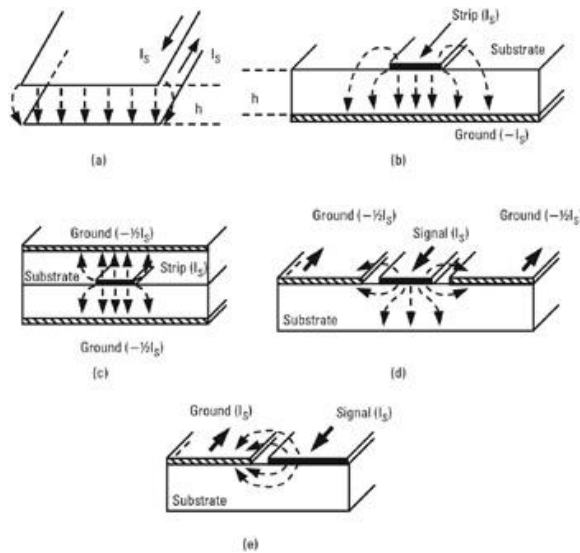 I_S
I_S
h
(a)
Strip (I_S)
Substrate
h
Ground (−I_S)
(b)
Ground (−½I_S)
Substrate
Strip (I_S)
Ground (−½I_S)
(c)
Ground (−½I_S)
Ground (−½I_S)
Signal (I_S)
Substrate
(d)
Ground (I_S)
Signal (I_S)
Substrate
(e)